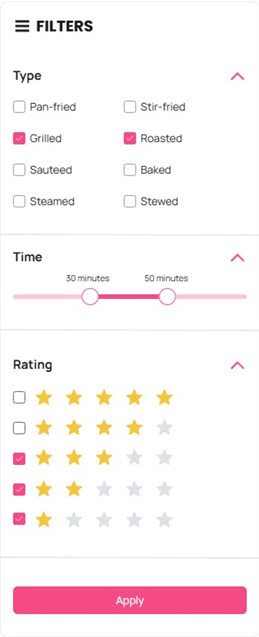 FILTERS
Type
Pan-fried Stir-fried
Grilled Roasted
Sauteed Baked
Steamed Stewed
Time
30 minutes 50 minutes
Rating
Apply